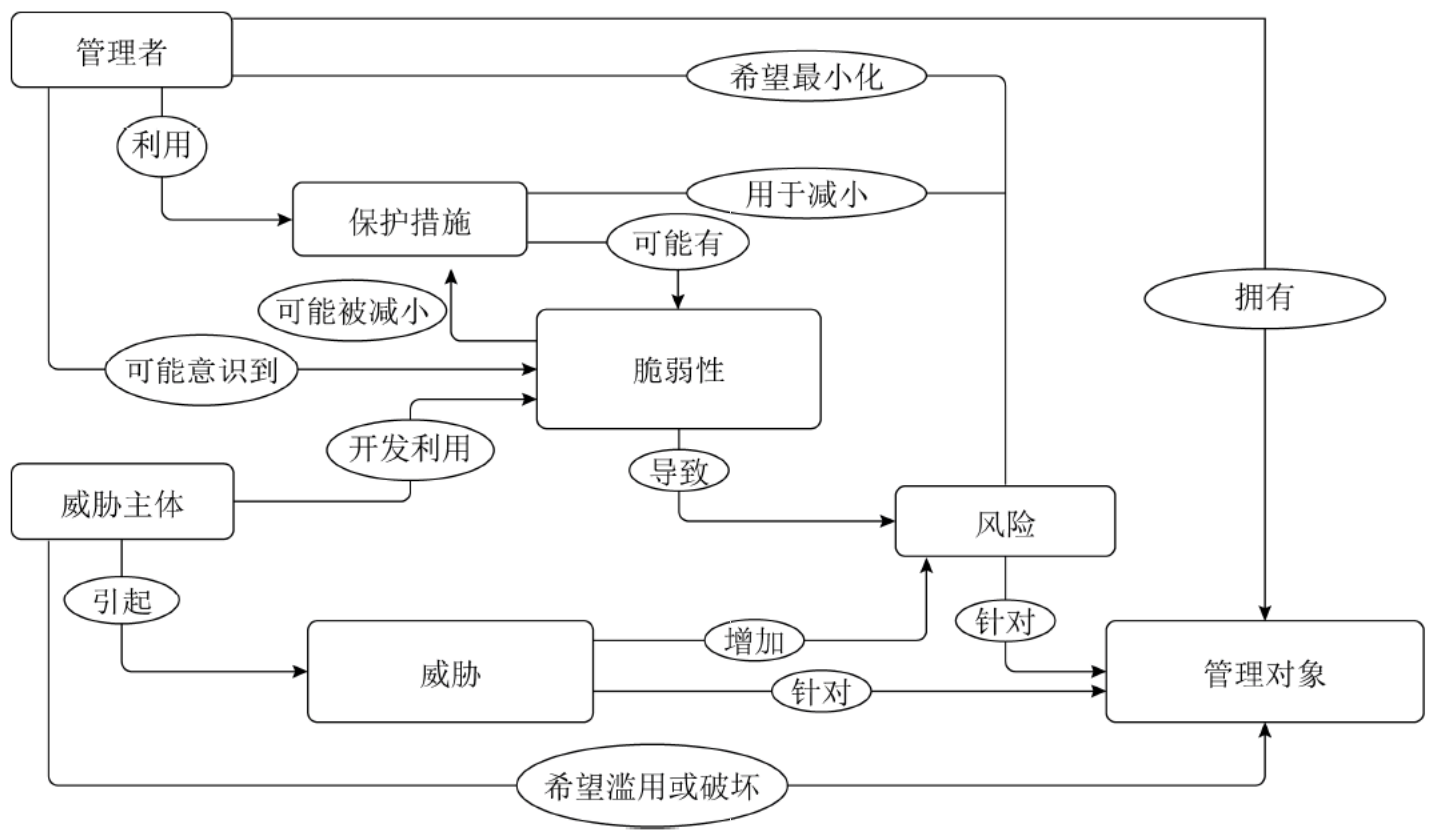 管理者
希望最小化
利用
用于减小
保护措施
可能有
拥有
可能被减小
可能意识到
脆弱性
开发利用
导致
威胁主体
风险
引起
针对
增加
威胁
针对
管理对象
希望滥用或破坏